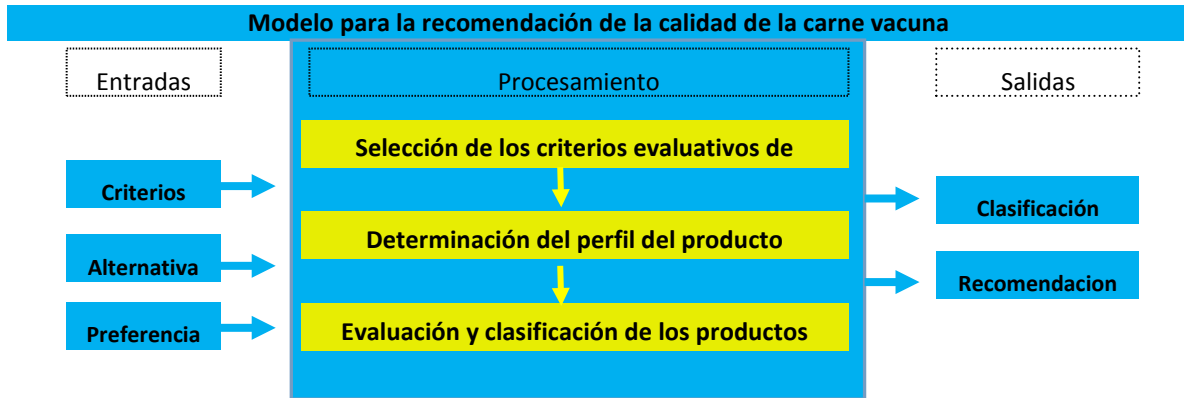 Modelo para la recomendación de la calidad de la carne vacuna
Entradas
Procesamiento
Salidas
Selección de los criterios evaluativos de
Criterios
Clasificación
Determinación del perfil del producto
Alternativa
Recomendacion
Preferencia
Evaluación y clasificación de los productos